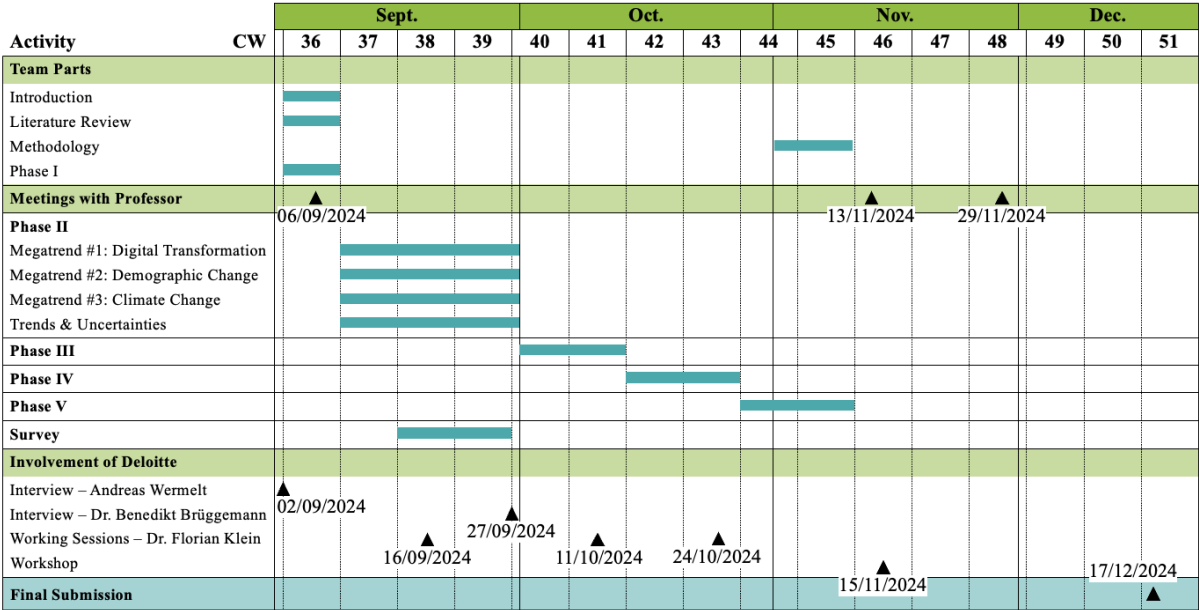 Sept. Oct. Nov. Dec.
Activity CW 36 37 38 39 40 41 42 43 44 45 46 47 48 49 50 51
Team Parts
Introduction
Literature Review
Methodology
Phase I
Meetings with Professor
06/09/2024 13/11/2024 29/11/2024
Phase II
Megatrend #1: Digital Transformation
Megatrend #2: Demographic Change
Megatrend #3: Climate Change
Trends & Uncertainties
Phase III
Phase IV
Phase V
Survey
Involvement of Deloitte
Interview – Andreas Wermelt
02/09/2024
Interview – Dr. Benedikt Brüggemann
27/09/2024
Working Sessions – Dr. Florian Klein
16/09/2024 11/10/2024 24/10/2024
Workshop
17/12/2024
15/11/2024
Final Submission